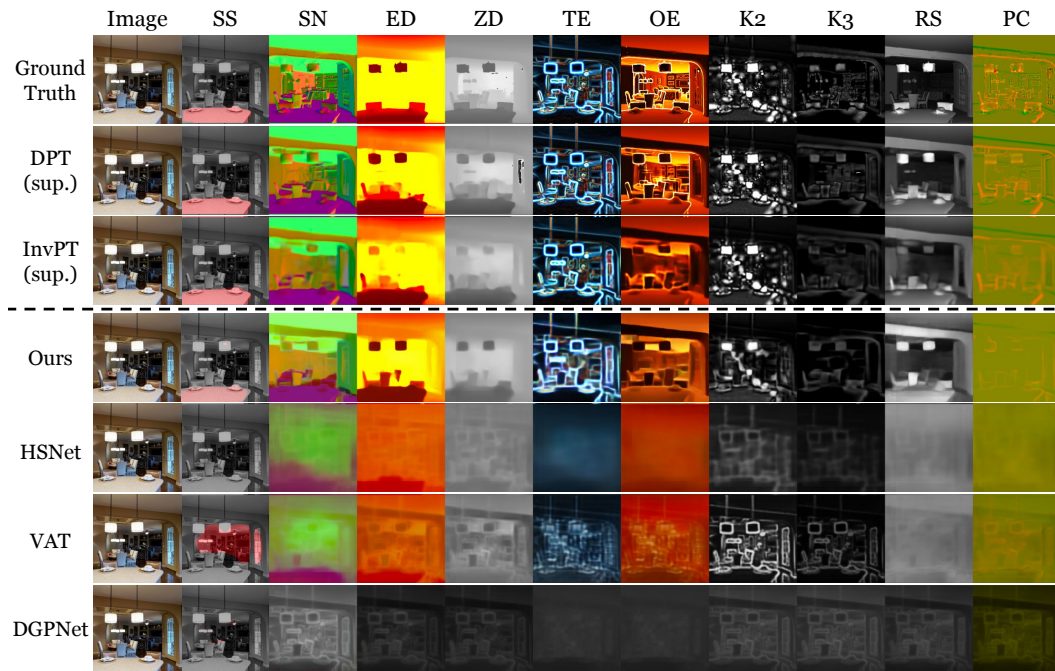 Image SS SN ED ZD TE OE K2 K3 RS PC
Ground
Truth
DPT
(sup.)
InvPT
(sup.)
Ours
HSNet
VAT
DGPNet